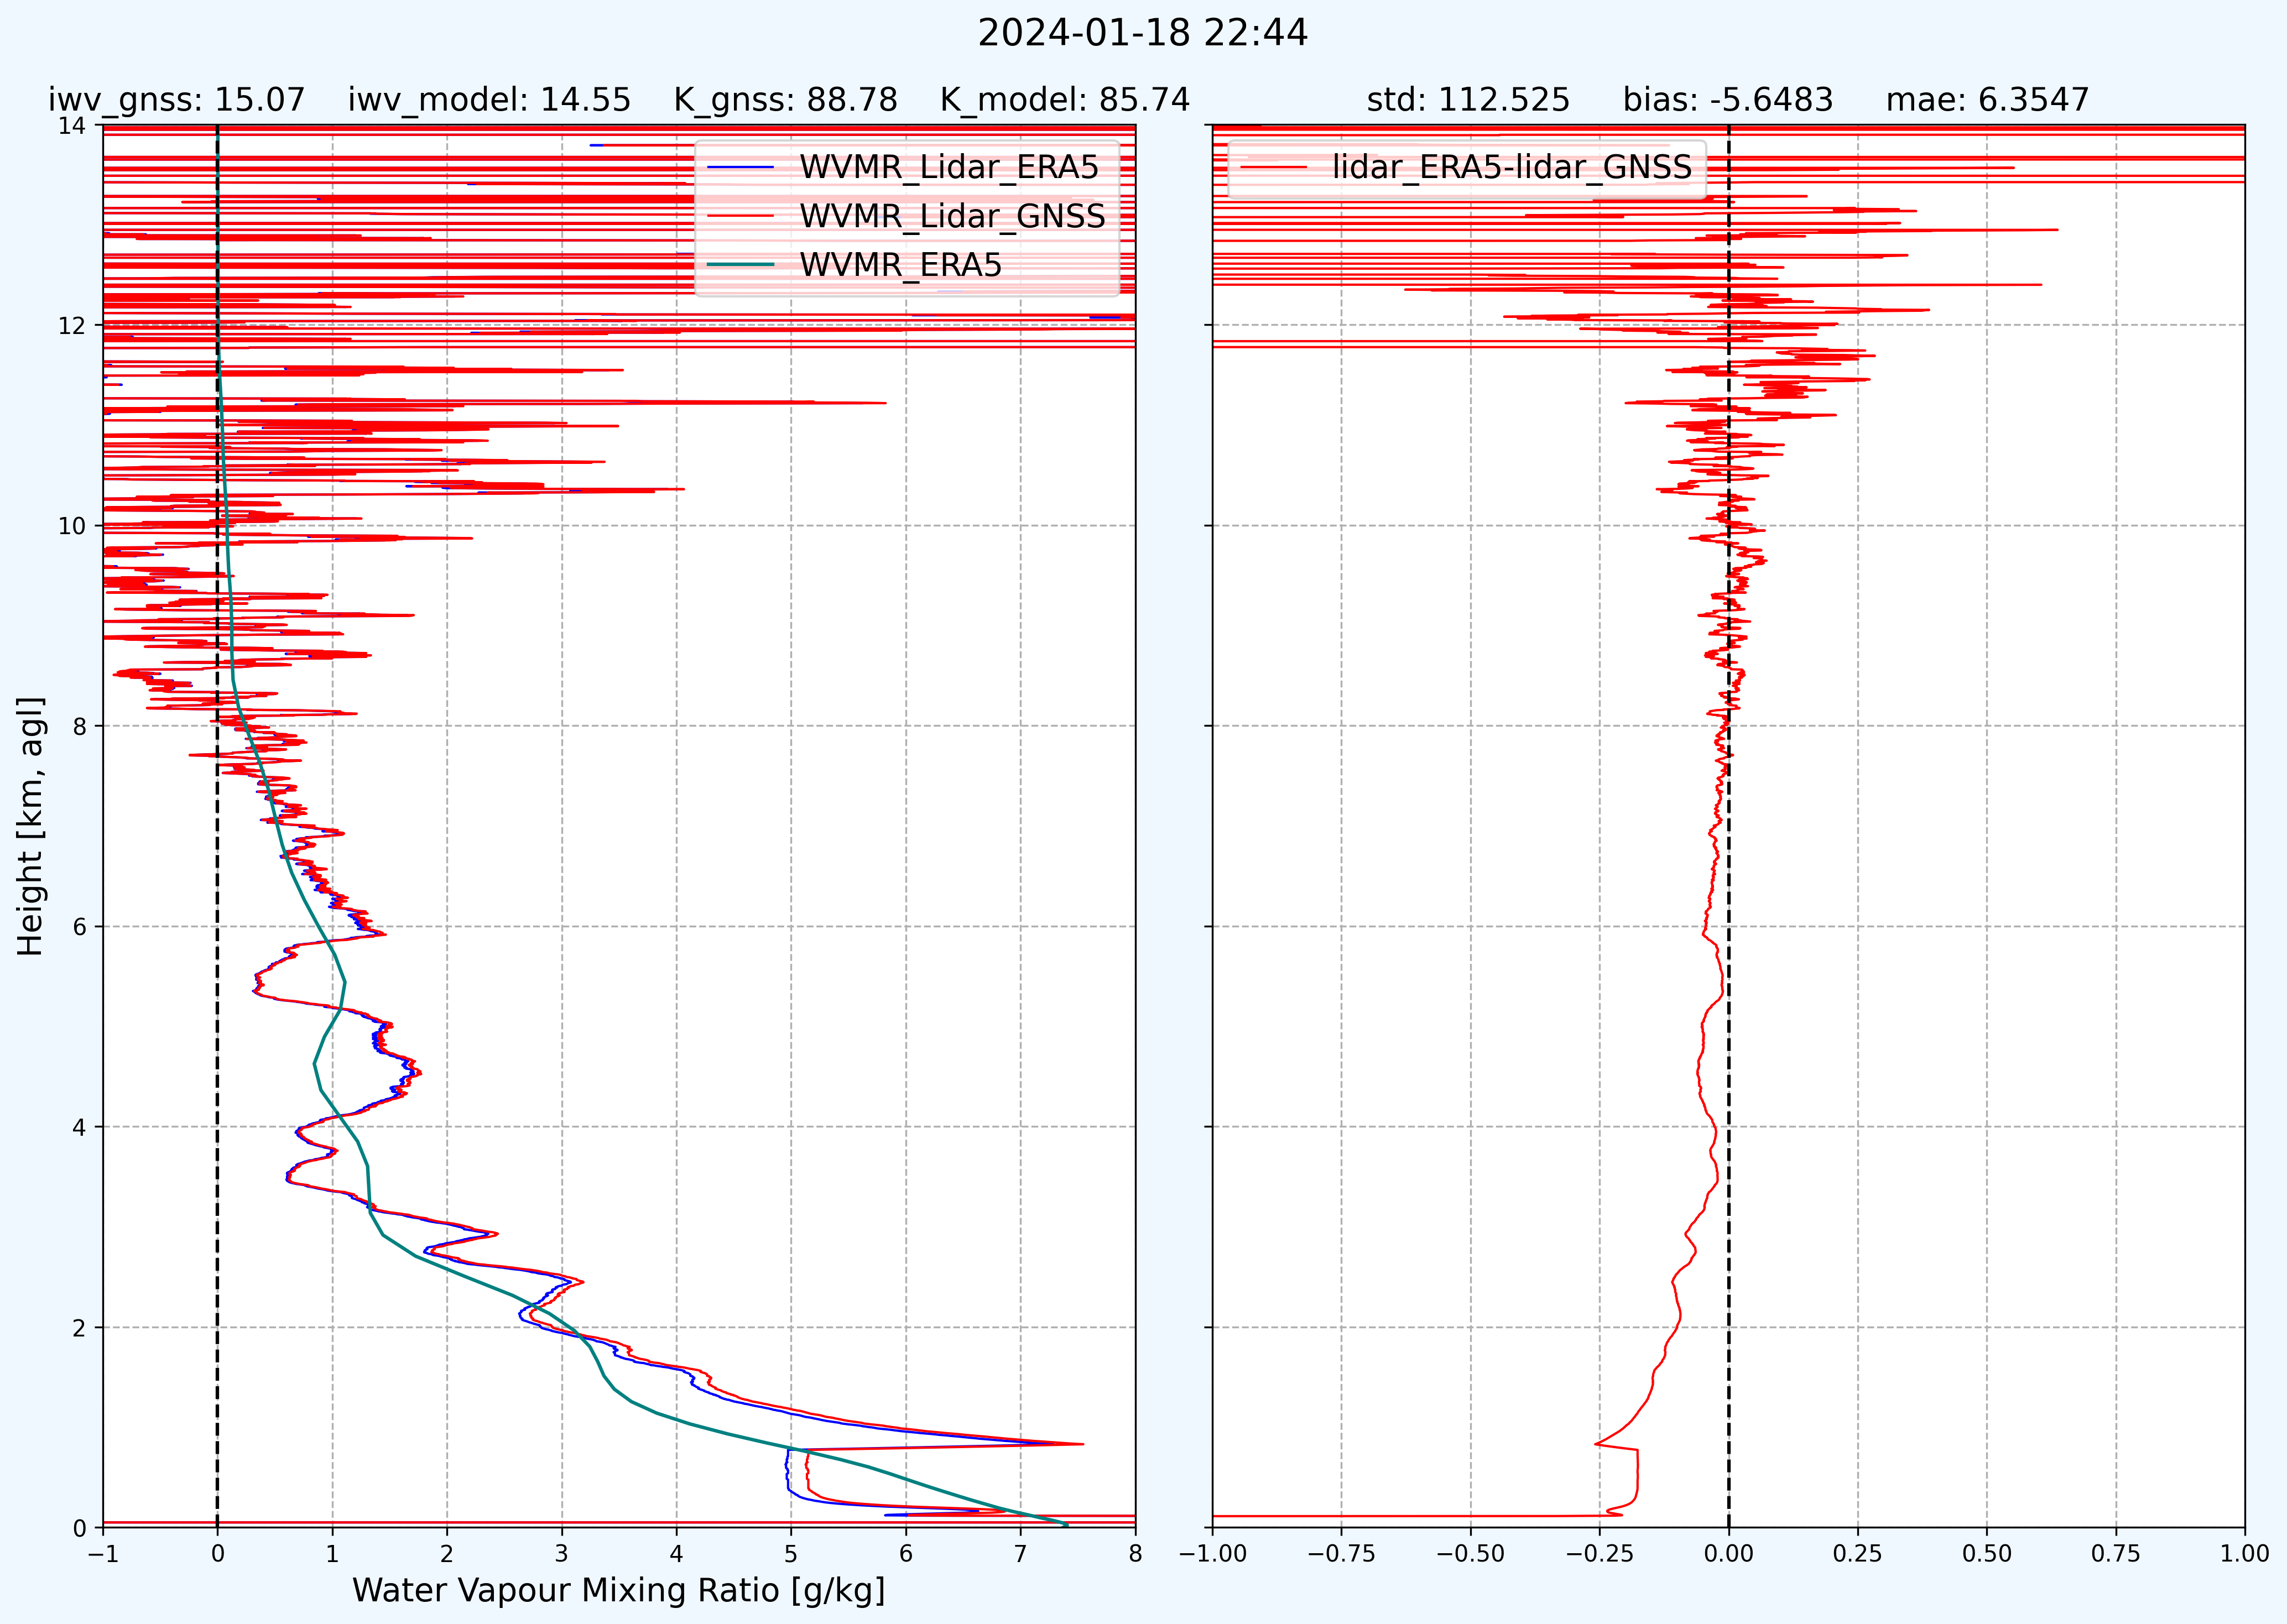 2024-01-18 22:44
iwv_gnss: 15.07 iwv_model: 14.55 K_gnss: 88.78 K_model: 85.74
std: 112.525 bias: -5.6483 mae: 6.3547
WVMR_Lidar_ERA5
WVMR_Lidar_GNSS
WVMR_ERA5
lidar_ERA5-lidar_GNSS
14
12
10
8
6
4
2
0
Height [km, agl]
−1 0 1 2 3 4 5 6 7 8
Water Vapour Mixing Ratio [g/kg]
−1.00 −0.75 −0.50 −0.25 0.00 0.25 0.50 0.75 1.00